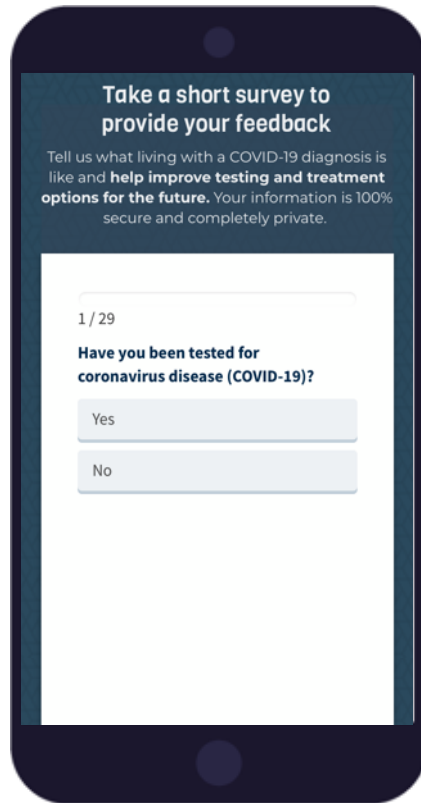 Take a short survey to
provide your feedback
Tell us what living with a COVID-19 diagnosis is
like and help improve testing and treatment
options for the future. Your information is 100%
secure and completely private.
1 / 29
Have you been tested for
coronavirus disease (COVID-19)?
Yes
No